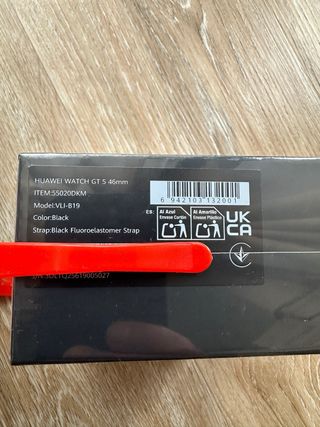 HUAWEI WATCH GT 5 46mm
ITEM:55020DKM
Model:VLI-B19
Color:Black
Strap:Black Fluoroelastomer Strap
6 942103 132001
ES:
Al Azul
Envase Cartón
Al Amarillo
Envase Plástico
UK
CA